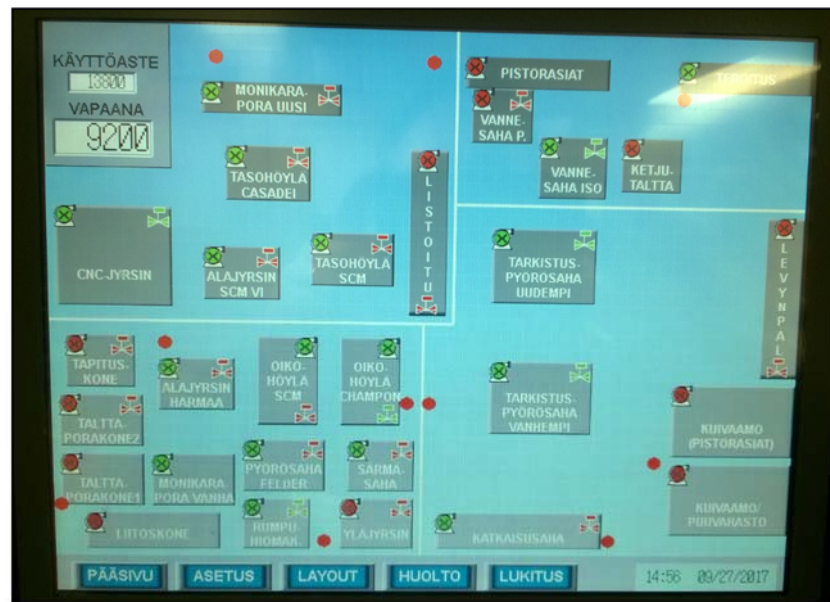 KÄYTTÖASTE
13800
VAPAANA
9200
MONIKARA-
PORA UUSI
TASOHÖYLÄ
CASADEI
CNC-JYRSIN
ALAJYRSIN
SCM VI
TASOHÖYLÄ
SCM
LISTOITU
PISTORASIAT
TEROITUS
VANNE-
SAHA P.
VANNE-
SAHA ISO
KETJU-
TALTTA
TARKISTUS-
PYÖRÖSAHA
UUDEMPI
LEVYNPAL
TAPITUS-
KONE
ALAJYRSIN
HARMAA
OIKO-
HÖYLÄ
SCM
OIKO-
HÖYLÄ
CHAMPON
TALTTA-
PORAKONE2
TALTTA-
PORAKONE1
MONIKARA-
PORA VANHA
PYÖRÖSAHA
FELDER
SÄRMÄ-
SAHA
LIITOSKONE
RUMPU-
HIOMAK.
YLÄJYRSIN
TARKISTUS-
PYÖRÖSAHA
VANHEMPI
KATKAISUSAHA
KUIVAAMO
(PISTORASIAT)
KUIVAAMO/
PUUVARASTO
PÄÄSIVU
ASETUS
LAYOUT
HUOLTO
LUKITUS
14:56 09/27/2017